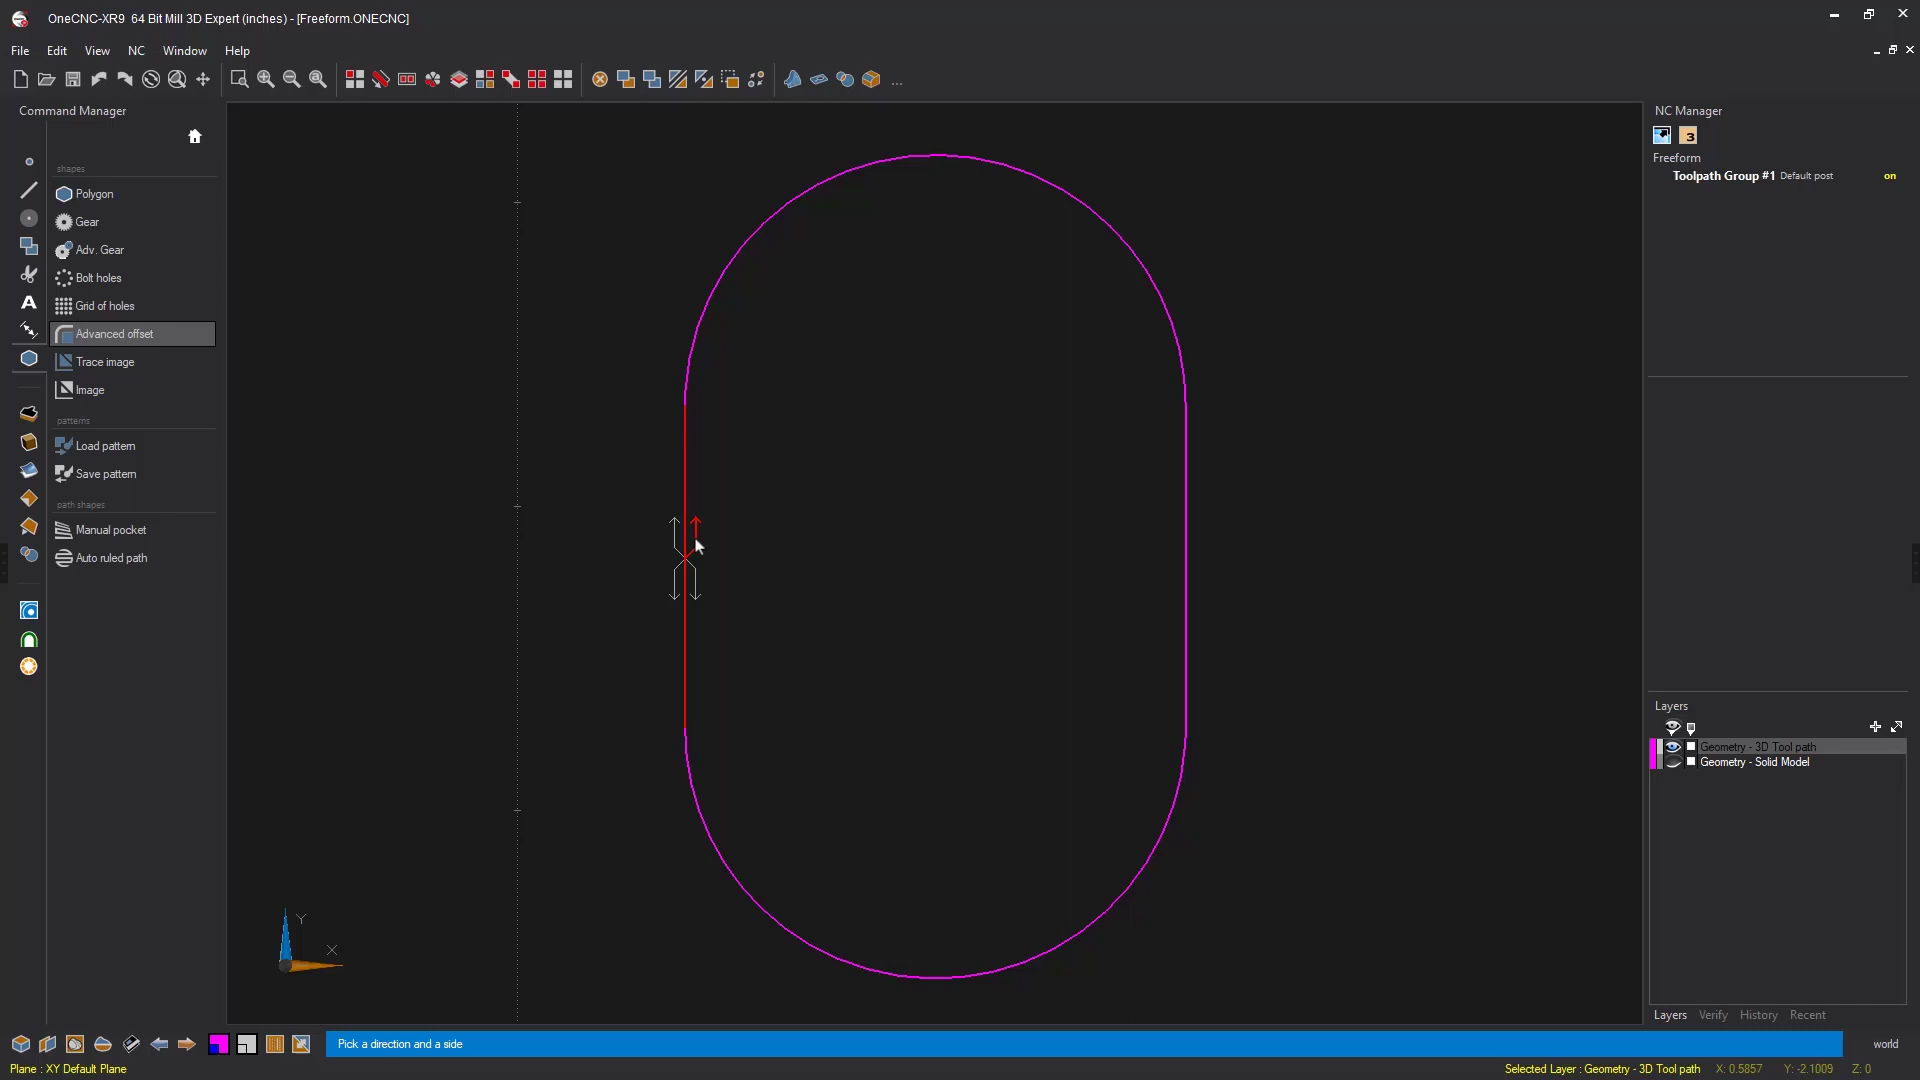 OneCNC-XR9 64 Bit Mill 3D Expert (inches) - [Freeform.ONECNC]
File Edit View NC Window Help
Command Manager
shapes
Polygon
Gear
Adv. Gear
Bolt holes
Grid of holes
Advanced offset
Trace image
Image
patterns
Load pattern
Save pattern
path shapes
Manual pocket
Auto ruled path
Y
X
NC Manager
3
Freeform
Toolpath Group #1 Default post on
Layers
Geometry - 3D Tool path
Geometry - Solid Model
Layers Verify History Recent
Pick a direction and a side
world
Plane : XY Default Plane
Selected Layer : Geometry - 3D Tool path X: 0.5857 Y: -2.1009 Z: 0